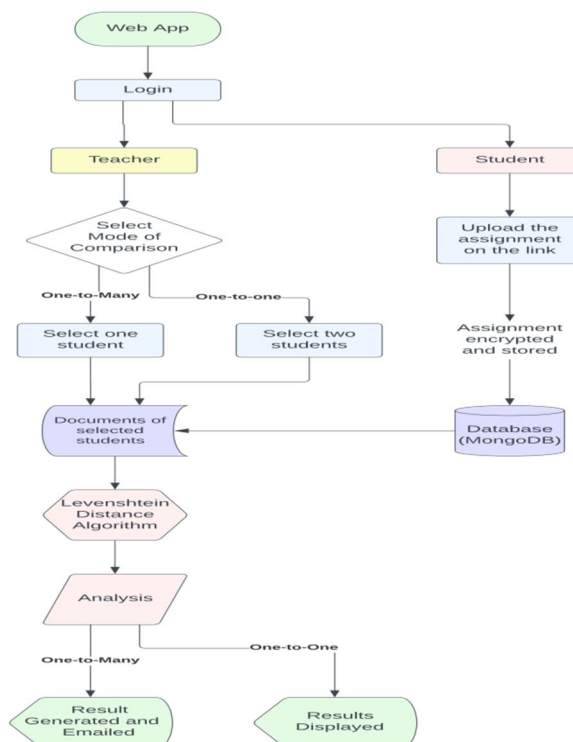 Web App
Login
Teacher
Student
Select
Mode of
Comparison
Upload the
assignment
on the link
One-to-Many
One-to-one
Select one
student
Select two
students
Assignment
encrypted
and stored
Documents of
selected
students
Database
(MongoDB)
Levenshtein
Distance
Algorithm
Analysis
One-to-Many
One-to-One
Result
Generated and
Emailed
Results
Displayed